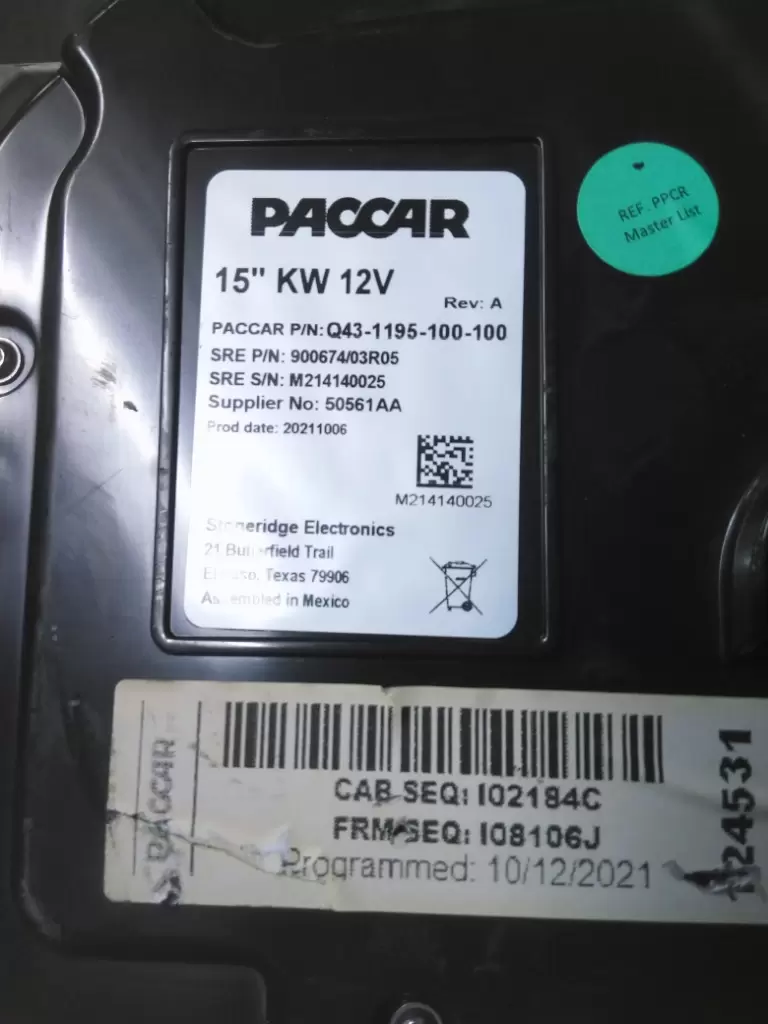 PACCAR
15" KW 12V
Rev: A
PACCAR P/N: Q43-1195-100-100
SRE P/N: 900674/03R05
SRE S/N: M214140025
Supplier No: 50561AA
Prod date: 20211006
M214140025
Stoneridge Electronics
21 Butterfield Trail
El Paso, Texas 79906
Assembled in Mexico
REF. PPCR
Master List
PACCAR
CAB SEQ: I02184C
FRM SEQ: I08106J
Programmed: 10/12/2021